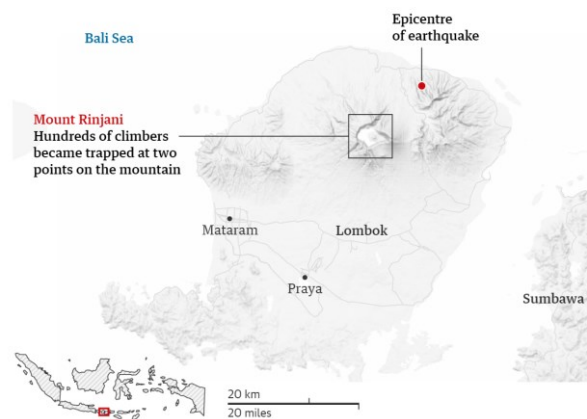 Epicentre
of earthquake
Bali Sea
Mount Rinjani
Hundreds of climbers
became trapped at two
points on the mountain
Mataram
Lombok
Praya
Sumbawa
20 km
20 miles